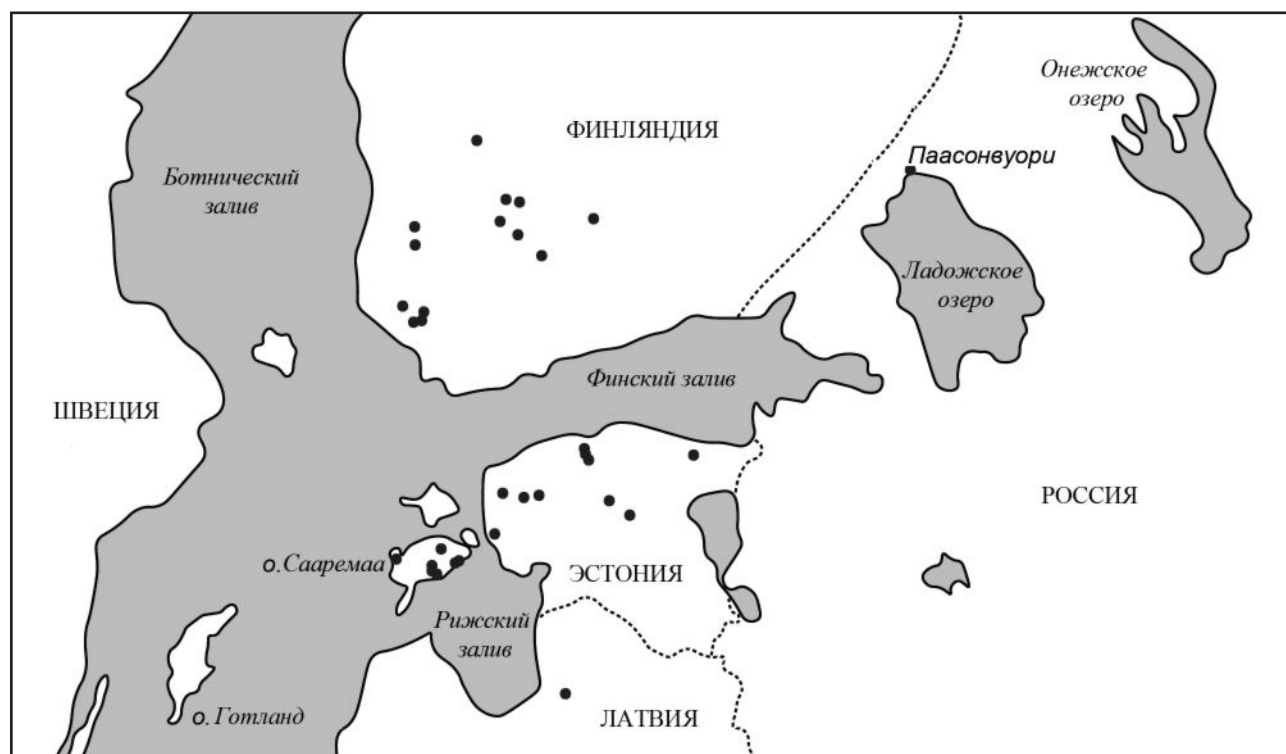 Онежское
озеро
ФИНЛЯНДИЯ
Паасонвуори
Ботнический
залив
Ладожское
озеро
Финский залив
ШВЕЦИЯ
РОССИЯ
о. Сааремаа
ЭСТОНИЯ
Рижский
залив
о. Готланд
ЛАТВИЯ